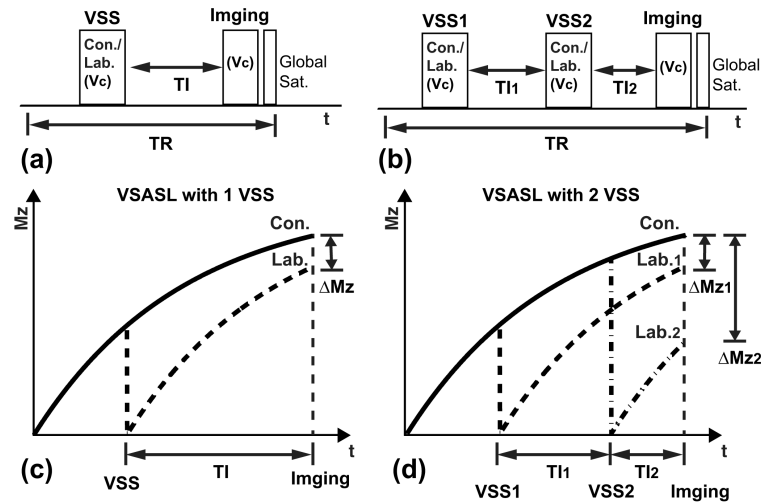 VSS
Imging
Con./
Lab.
(Vc)
(Vc)
TI
Global
Sat.
t
TR
(a)
VSS1
VSS2
Imging
Con./
Lab.
(Vc)
Con./
Lab.
(Vc)
(Vc)
TI1
TI2
Global
Sat.
t
TR
(b)
VSASL with 1 VSS
Mz
Con.
Lab.
ΔMz
t
(c)
VSS
TI
Imging
VSASL with 2 VSS
Mz
Con.
Lab.1
ΔMz1
Lab.2
ΔMz2
t
(d)
TI1
TI2
VSS1
VSS2
Imging